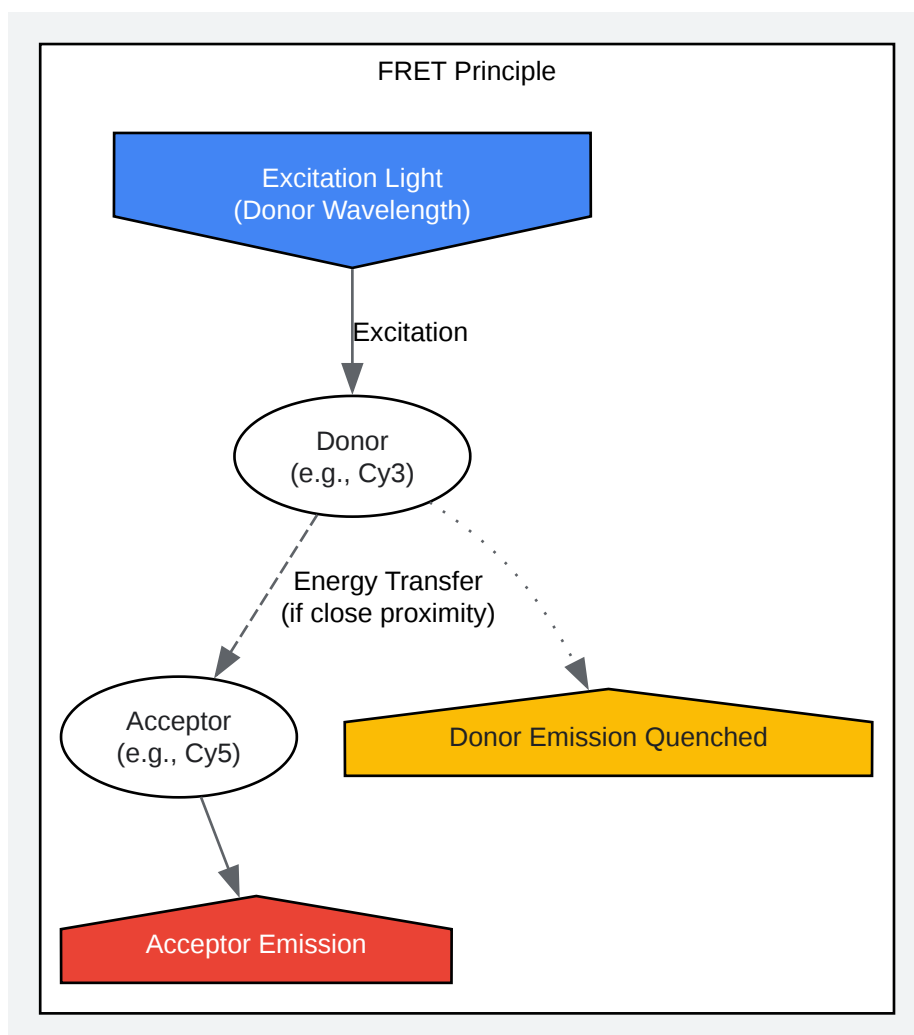 FRET Principle
Excitation Light
(Donor Wavelength)
Excitation
Donor
(e.g., Cy3)
Energy Transfer
(if close proximity)
Acceptor
(e.g., Cy5)
Donor Emission Quenched
Acceptor Emission